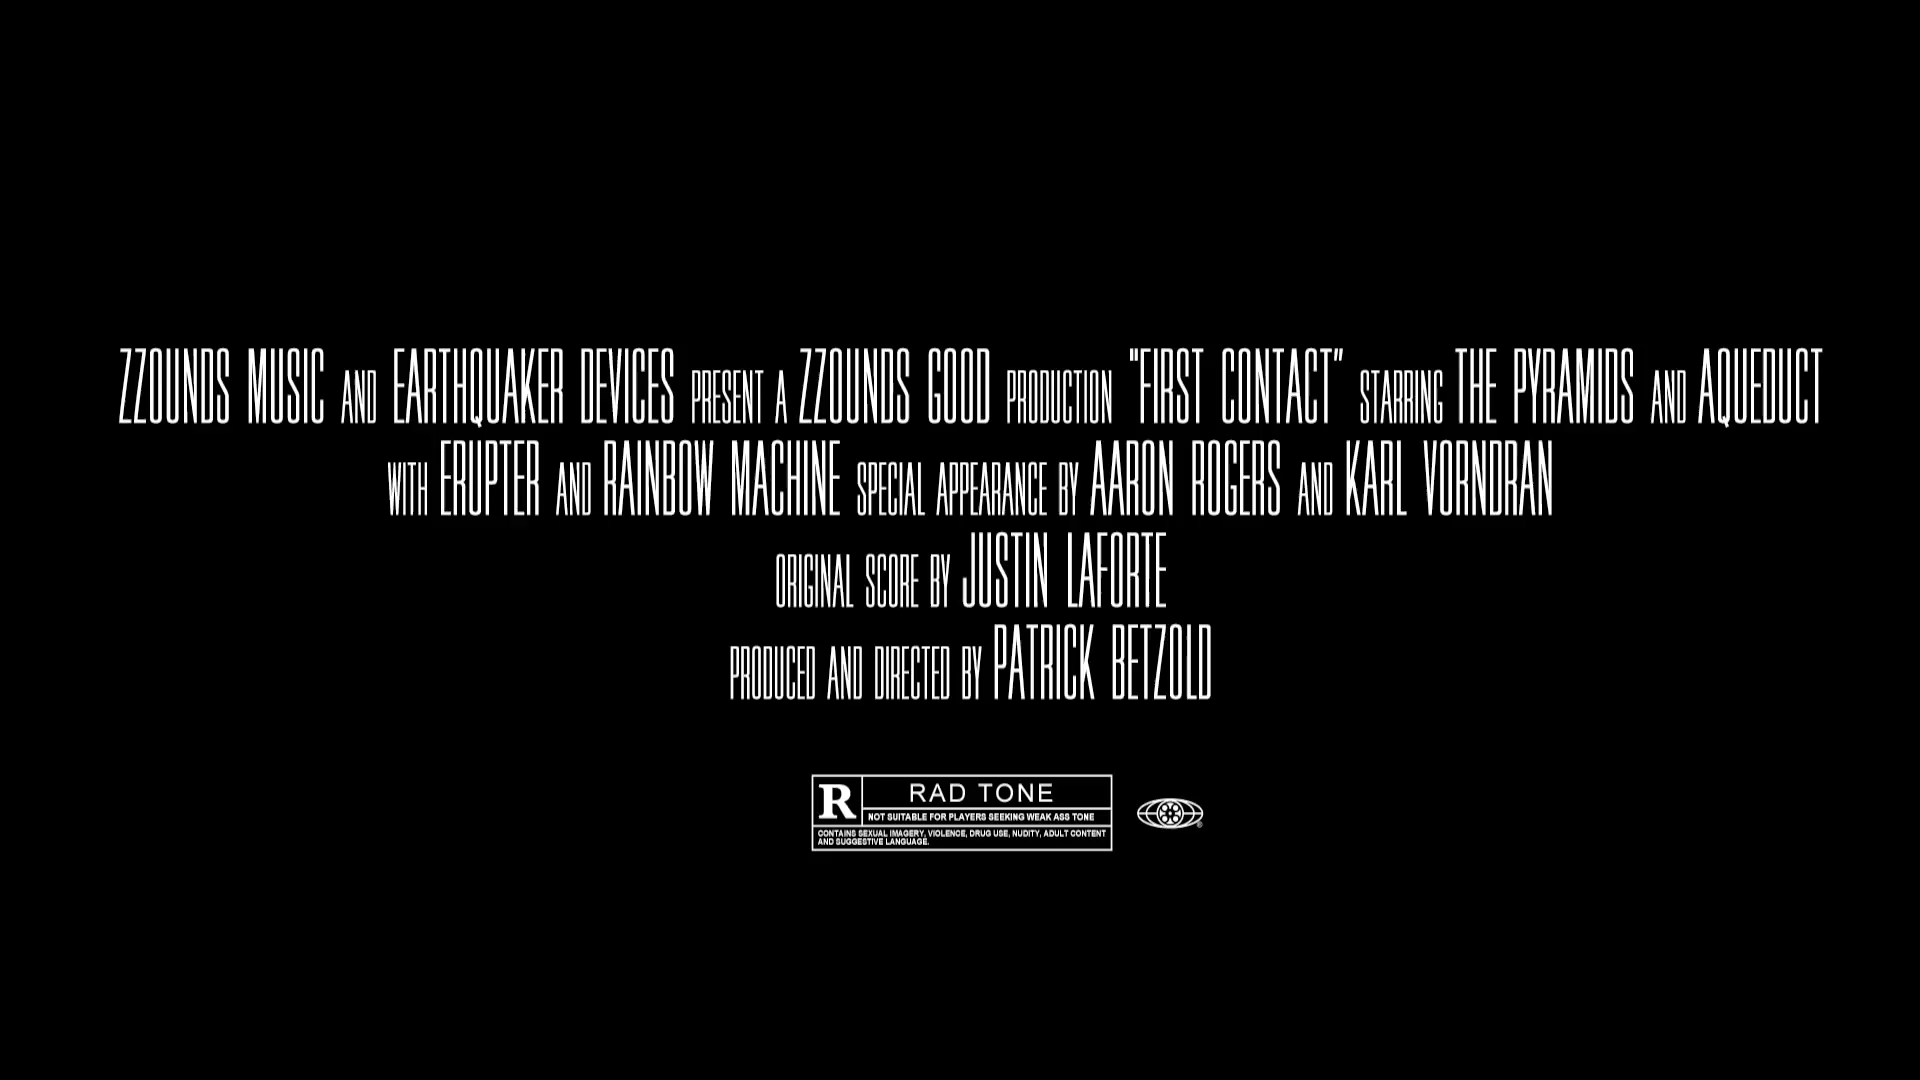 ZZOUNDS MUSIC AND EARTHQUAKER DEVICES PRESENT A ZZOUNDS GOOD PRODUCTION "FIRST CONTACT" STARRING THE PYRAMIDS AND AQUEDUCT
WITH ERUPTER AND RAINBOW MACHINE SPECIAL APPEARANCE BY AARON ROGERS AND KARL VORNDRAN
ORIGINAL SCORE BY JUSTIN LAFORTE
PRODUCED AND DIRECTED BY PATRICK BETZOLD
R RAD TONE
NOT SUITABLE FOR PLAYERS SEEKING WEAK ASS TONE
CONTAINS SEXUAL IMAGERY, VIOLENCE, DRUG USE, NUDITY, ADULT CONTENT
AND SUGGESTIVE LANGUAGE.
®